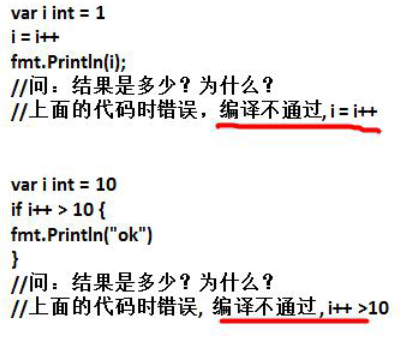 var i int = 1
i = i++
fmt.Println(i);
//问：结果是多少？为什么？
//上面的代码时错误，编译不通过, i = i++
var i int = 10
if i++ > 10 {
fmt.Println("ok")
}
//问：结果是多少？为什么？
//上面的代码时错误, 编译不通过, i++ >10